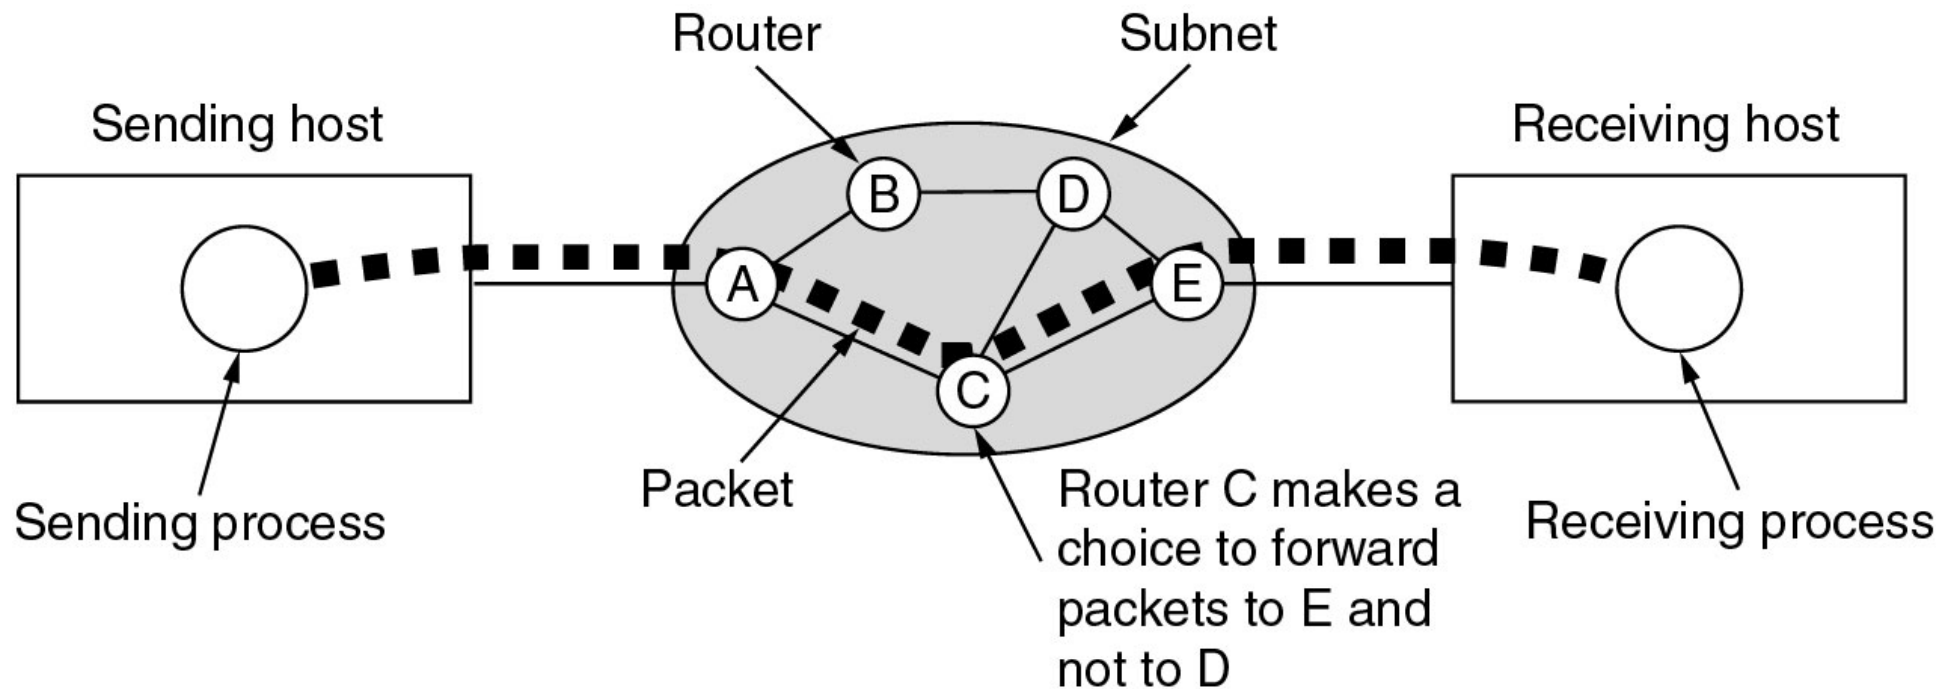 Router
Subnet
Sending host
Receiving host
B
D
A
E
C
Packet
Router C makes a
choice to forward
packets to E and
not to D
Sending process
Receiving process